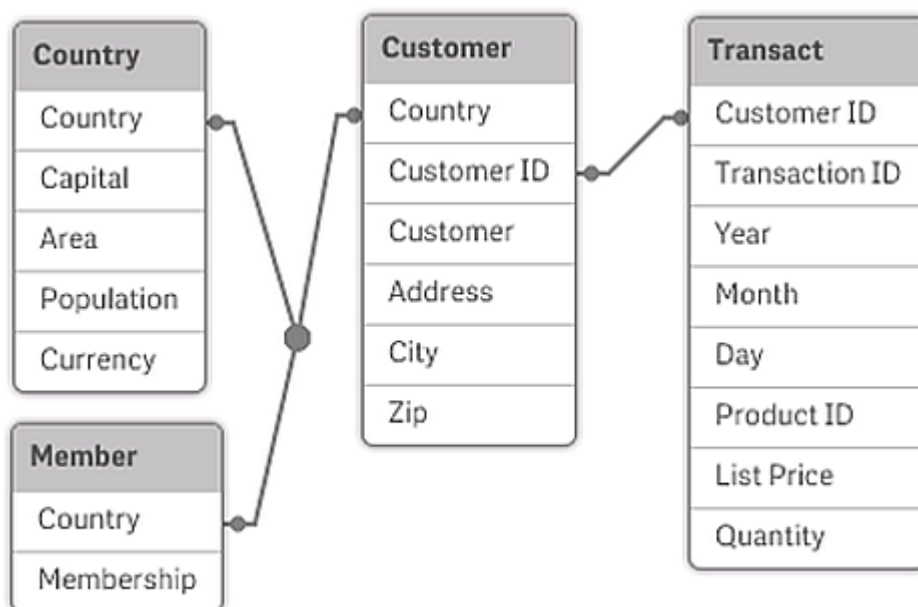 Country
Country
Capital
Area
Population
Currency
Member
Country
Membership
Customer
Country
Customer ID
Customer
Address
City
Zip
Transact
Customer ID
Transaction ID
Year
Month
Day
Product ID
List Price
Quantity